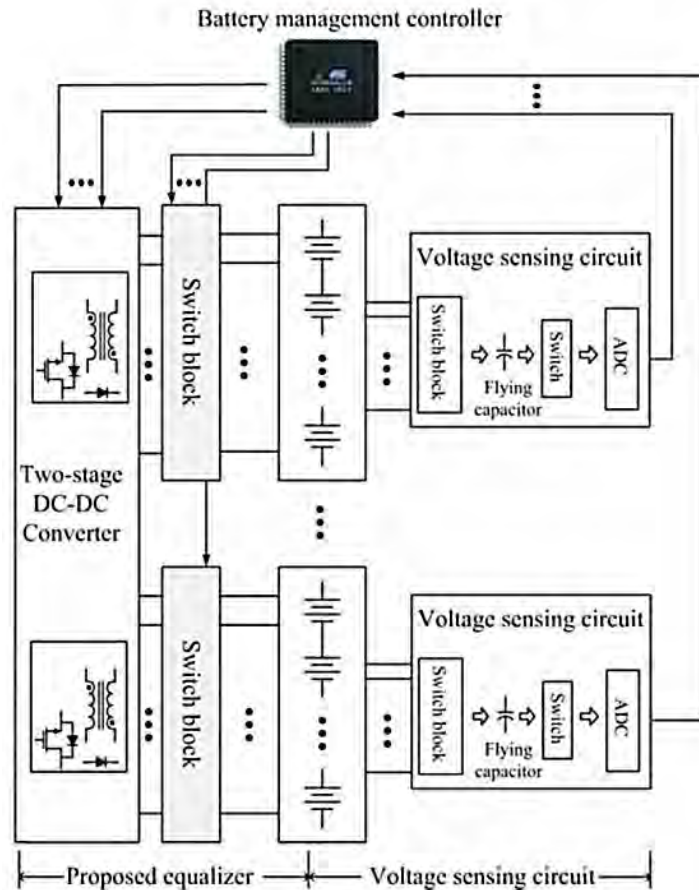 Battery management controller
Switch block
Voltage sensing circuit
Switch block
Flying
capacitor
Switch
ADC
Two-stage
DC-DC
Converter
Switch block
Voltage sensing circuit
Switch block
Flying
capacitor
Switch
ADC
Proposed equalizer
Voltage sensing circuit